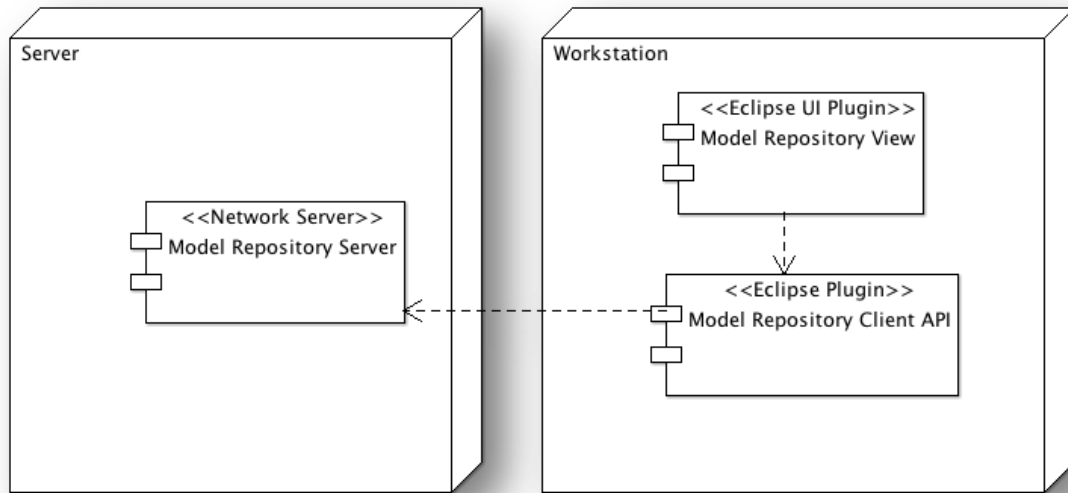 Server
<<Network Server>>
Model Repository Server
Workstation
<<Eclipse UI Plugin>>
Model Repository View
<<Eclipse Plugin>>
Model Repository Client API